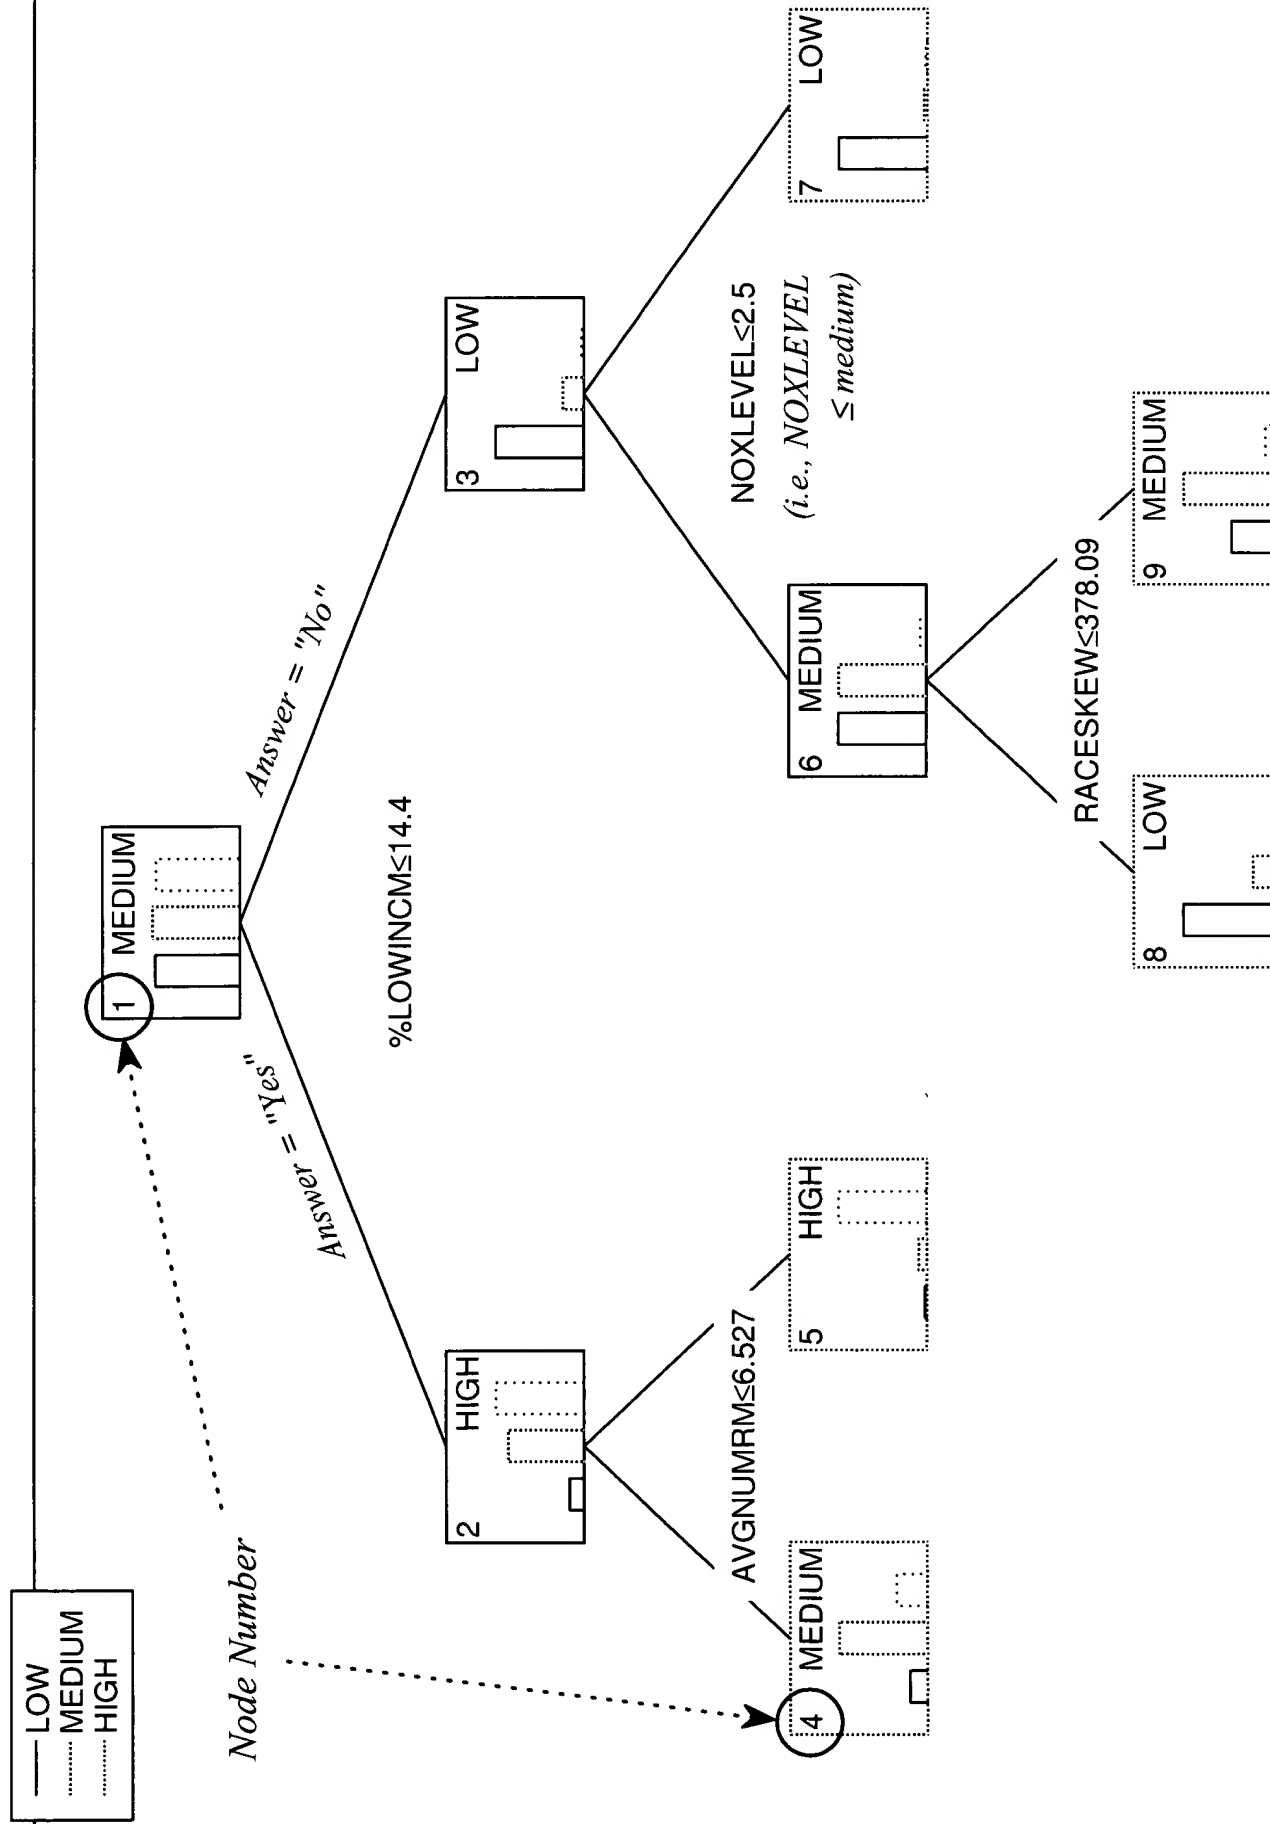 LOW
MEDIUM
HIGH
Node Number
1 MEDIUM
Answer = "Yes"
Answer = "No"
%LOWINCM≤14.4
2 HIGH
3 LOW
AVGNUMRM≤6.527
NOXLEVEL≤2.5
(i.e., NOXLEVEL
≤ medium)
4 MEDIUM
5 HIGH
6 MEDIUM
7 LOW
RACESKEW≤378.09
8 LOW
9 MEDIUM